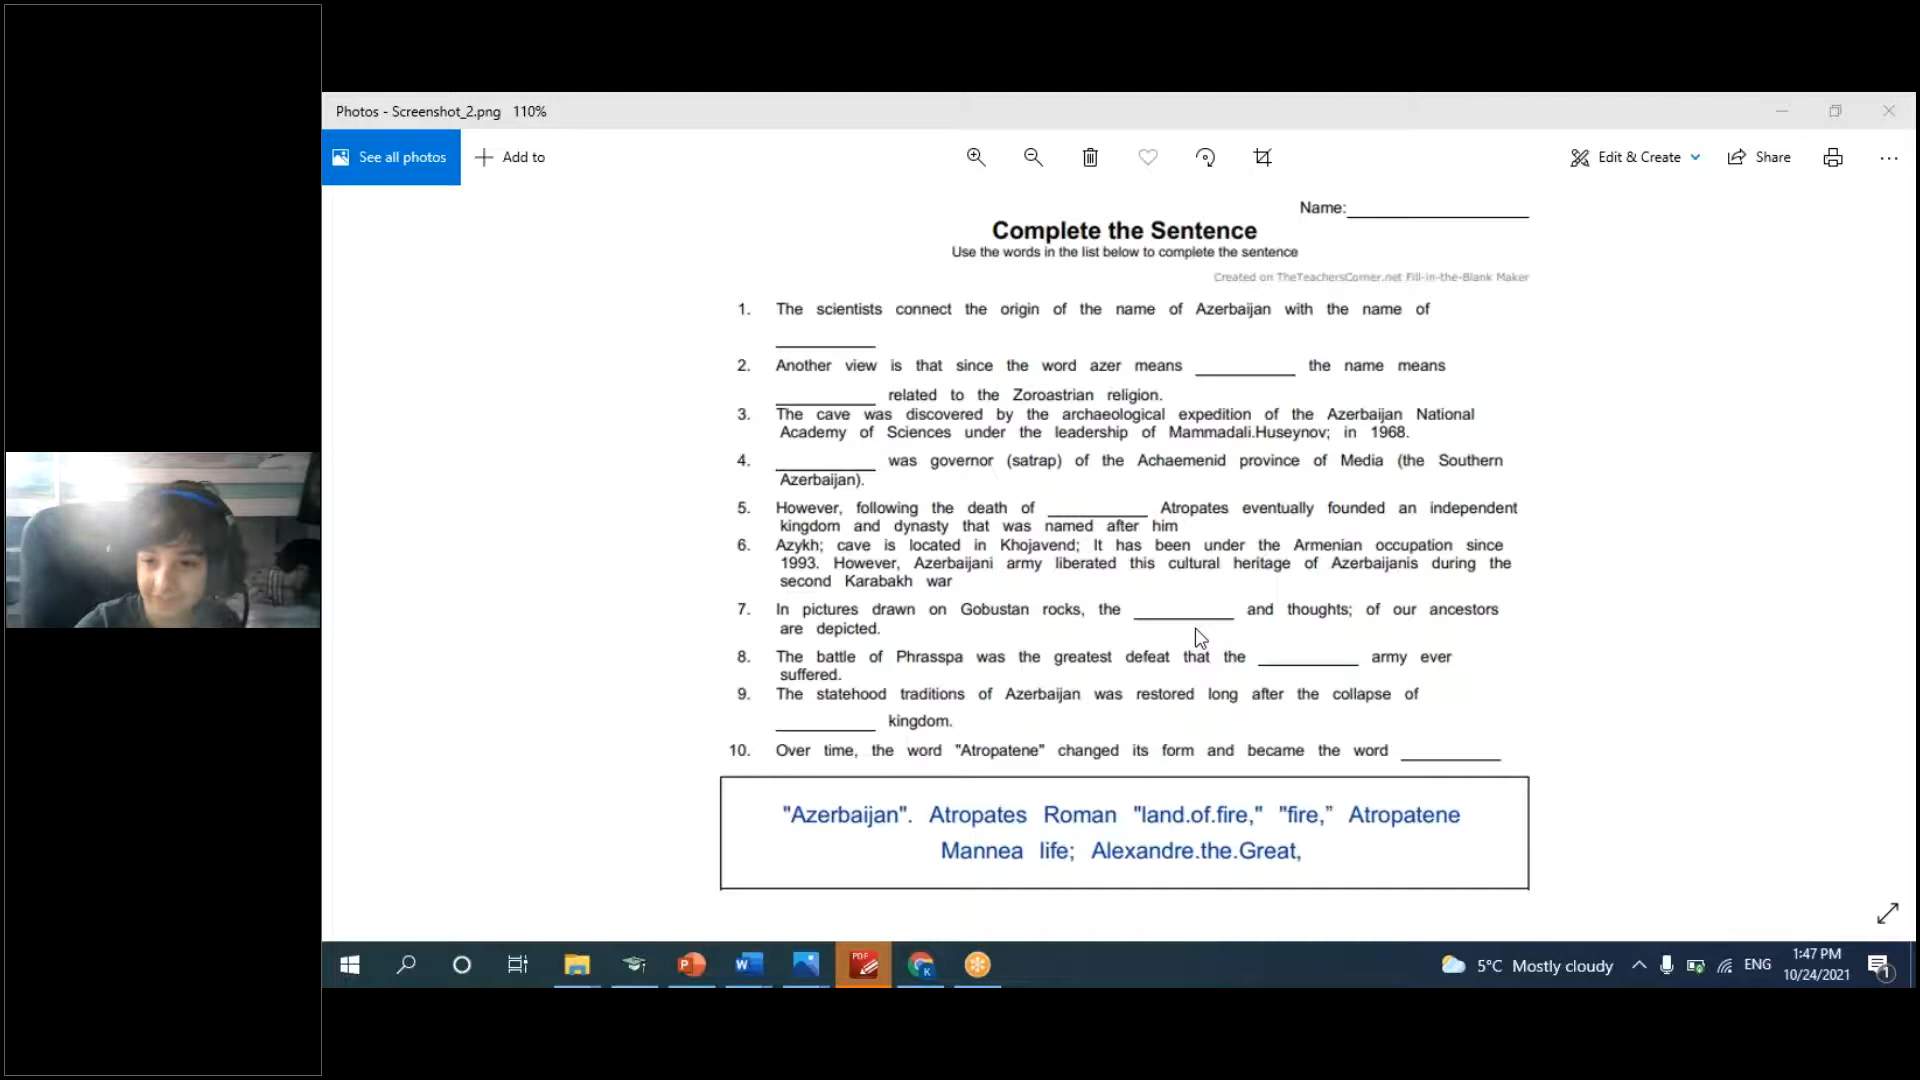 Photos - Screenshot_2.png 110%
See all photos
Add to
Edit & Create
Share
Name:
Complete the Sentence
Use the words in the list below to complete the sentence
Created on TheTeachersCorner.net Fill-in-the-Blank Maker
1. The scientists connect the origin of the name of Azerbaijan with the name of
2. Another view is that since the word azer means the name means
related to the Zoroastrian religion.
3. The cave was discovered by the archaeological expedition of the Azerbaijan National
Academy of Sciences under the leadership of Mammadali.Huseynov; in 1968.
4. was governor (satrap) of the Achaemenid province of Media (the Southern
Azerbaijan).
5. However, following the death of Atropates eventually founded an independent
kingdom and dynasty that was named after him
6. Azykh; cave is located in Khojavend; It has been under the Armenian occupation since
1993. However, Azerbaijani army liberated this cultural heritage of Azerbaijanis during the
second Karabakh war
7. In pictures drawn on Gobustan rocks, the and thoughts; of our ancestors
are depicted.
8. The battle of Phrasspa was the greatest defeat that the army ever
suffered.
9. The statehood traditions of Azerbaijan was restored long after the collapse of
kingdom.
10. Over time, the word "Atropatene" changed its form and became the word
"Azerbaijan". Atropates Roman "land.of.fire," "fire,” Atropatene
Mannea life; Alexandre.the.Great,
5°C Mostly cloudy
ENG
1:47 PM
10/24/2021
1